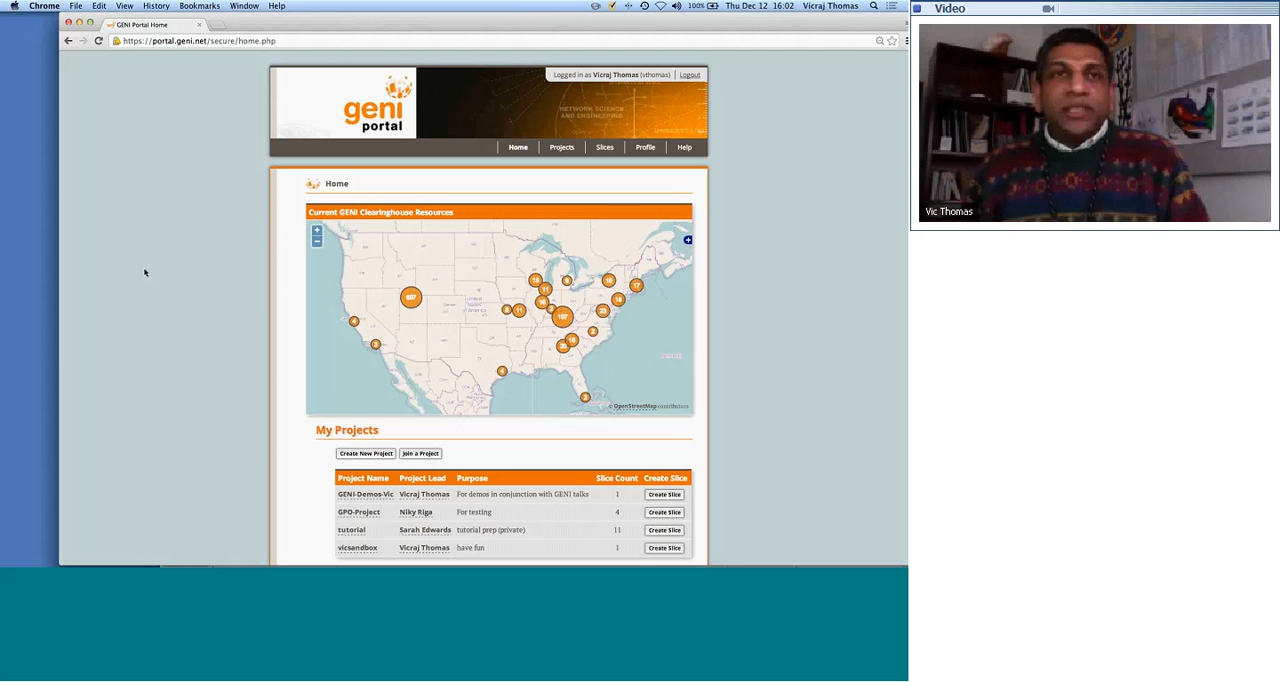 Chrome File Edit View History Bookmarks Window Help 100% Thu Dec 12 16:02 Vicraj Thomas
Video
GENI Portal Home
https://portal.geni.net/secure/home.php
Logged in as Vicraj Thomas (vthomas) Logout
geni
portal
NETWORK SCIENCE
AND ENGINEERING
Home Projects Slices Profile Help
Home
Current GENI Clearinghouse Resources
United
States
© OpenStreetMap contributors
Vic Thomas
My Projects
Create New Project Join a Project
Project Name Project Lead Purpose Slice Count Create Slice
GENI-Demos-Vic Vicraj Thomas For demos in conjunction with GENI talks 1 Create Slice
GPO-Project Niky Riga For testing 4 Create Slice
tutorial Sarah Edwards tutorial prep (private) 11 Create Slice
vicsandbox Vicraj Thomas have fun 1 Create Slice